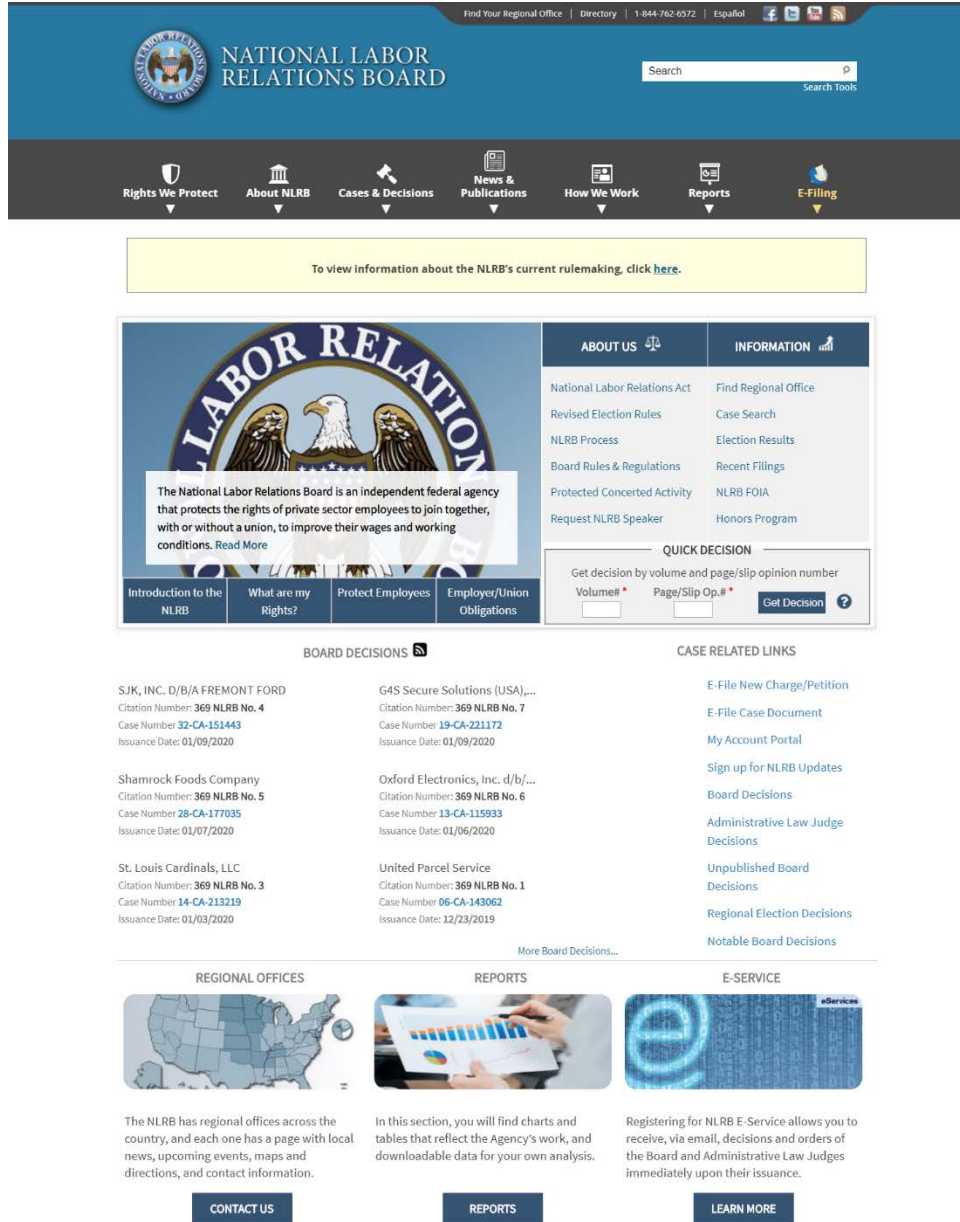 Find Your Regional Office | Directory | 1-844-762-6572 | Español
NATIONAL LABOR
RELATIONS BOARD
Search
Search Tools
Rights We Protect
About NLRB
Cases & Decisions
News &
Publications
How We Work
Reports
E-Filing
To view information about the NLRB's current rulemaking, click here.
The National Labor Relations Board is an independent federal agency
that protects the rights of private sector employees to join together,
with or without a union, to improve their wages and working
conditions. Read More
Introduction to the
NLRB
What are my
Rights?
Protect Employees
Employer/Union
Obligations
ABOUT US
National Labor Relations Act
Revised Election Rules
NLRB Process
Board Rules & Regulations
Protected Concerted Activity
Request NLRB Speaker
INFORMATION
Find Regional Office
Case Search
Election Results
Recent Filings
NLRB FOIA
Honors Program
QUICK DECISION
Get decision by volume and page/slip opinion number
Volume# * Page/Slip Op.# *
Get Decision ?
BOARD DECISIONS
SJK, INC. D/B/A FREMONT FORD
Citation Number: 369 NLRB No. 4
Case Number 32-CA-151443
Issuance Date: 01/09/2020
G4S Secure Solutions (USA),...
Citation Number: 369 NLRB No. 7
Case Number 19-CA-221172
Issuance Date: 01/09/2020
Shamrock Foods Company
Citation Number: 369 NLRB No. 5
Case Number 28-CA-177035
Issuance Date: 01/07/2020
Oxford Electronics, Inc. d/b/...
Citation Number: 369 NLRB No. 6
Case Number 13-CA-115933
Issuance Date: 01/06/2020
St. Louis Cardinals, LLC
Citation Number: 369 NLRB No. 3
Case Number 14-CA-213219
Issuance Date: 01/03/2020
United Parcel Service
Citation Number: 369 NLRB No. 1
Case Number 06-CA-143062
Issuance Date: 12/23/2019
More Board Decisions...
CASE RELATED LINKS
E-File New Charge/Petition
E-File Case Document
My Account Portal
Sign up for NLRB Updates
Board Decisions
Administrative Law Judge
Decisions
Unpublished Board
Decisions
Regional Election Decisions
Notable Board Decisions
REGIONAL OFFICES
The NLRB has regional offices across the
country, and each one has a page with local
news, upcoming events, maps and
directions, and contact information.
CONTACT US
REPORTS
In this section, you will find charts and
tables that reflect the Agency's work, and
downloadable data for your own analysis.
REPORTS
E-SERVICE
eServices
Registering for NLRB E-Service allows you to
receive, via email, decisions and orders of
the Board and Administrative Law Judges
immediately upon their issuance.
LEARN MORE